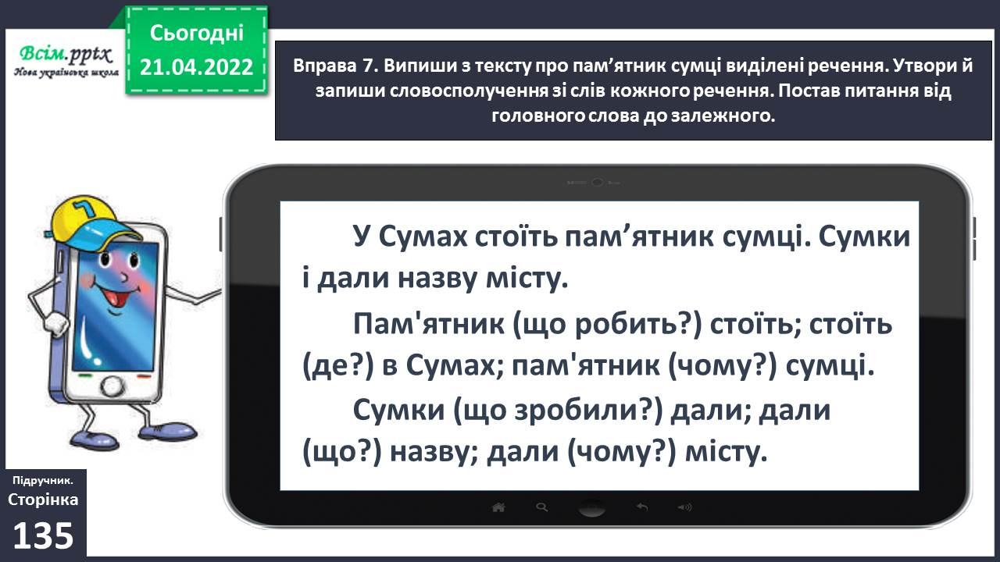 Сьогодні
21.04.2022
Всім.pptx
Нова українська школа
Вправа 7. Випиши з тексту про пам’ятник сумці виділені речення. Утвори й
запиши словосполучення зі слів кожного речення. Постав питання від
головного слова до залежного.
У Сумах стоїть пам’ятник сумці. Сумки
і дали назву місту.
Пам'ятник (що робить?) стоїть; стоїть
(де?) в Сумах; пам'ятник (чому?) сумці.
Сумки (що зробили?) дали; дали
(що?) назву; дали (чому?) місту.
Підручник.
Сторінка
135